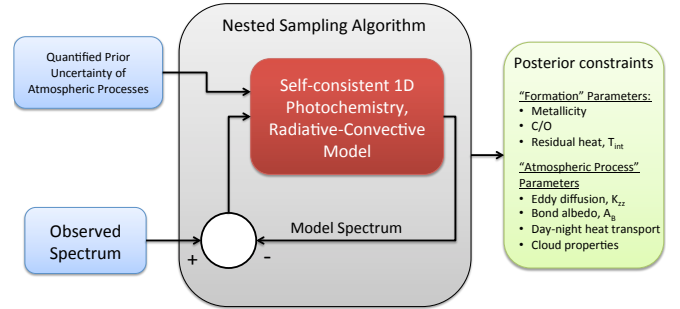 Nested Sampling Algorithm
Quantified Prior
Uncertainty of
Atmospheric Processes
Self-consistent 1D
Photochemistry,
Radiative-Convective
Model
Observed
Spectrum
+
-
Model Spectrum
Posterior constraints
“Formation” Parameters:
• Metallicity
• C/O
• Residual heat, Tint
“Atmospheric Process”
Parameters
• Eddy diffusion, Kzz
• Bond albedo, AB
• Day-night heat transport
• Cloud properties